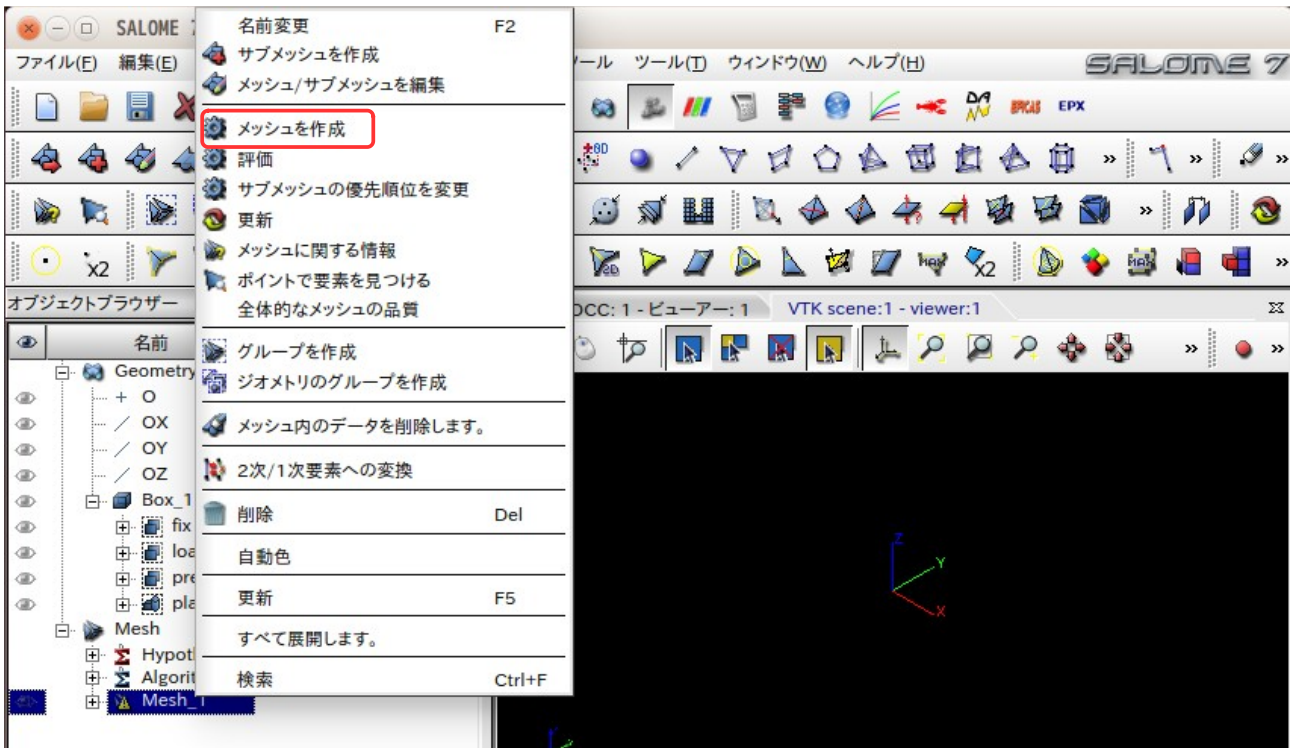 SALOME 7
ファイル(F) 編集(E)
ール ツール(T) ウィンドウ(W) ヘルプ(H)
SALOME 7
名前変更 F2
サブメッシュを作成
メッシュ/サブメッシュを編集
メッシュを作成
評価
サブメッシュの優先順位を変更
更新
メッシュに関する情報
ポイントで要素を見つける
全体的なメッシュの品質
グループを作成
ジオメトリのグループを作成
メッシュ内のデータを削除します。
2次/1次要素への変換
削除 Del
自動色
更新 F5
すべて展開します。
検索 Ctrl+F
EPX
0D
»
»
»
»
»
x2
2D
MAX
x2
MAX
»
オブジェクトブラウザー
OCC: 1 - ビューアー: 1
VTK scene:1 - viewer:1
»
»
名前
Geometry
O
OX
OY
OZ
Box_1
fix
loa
pre
pla
Mesh
Hypot
Algorit
Mesh_1
Z
Y
X